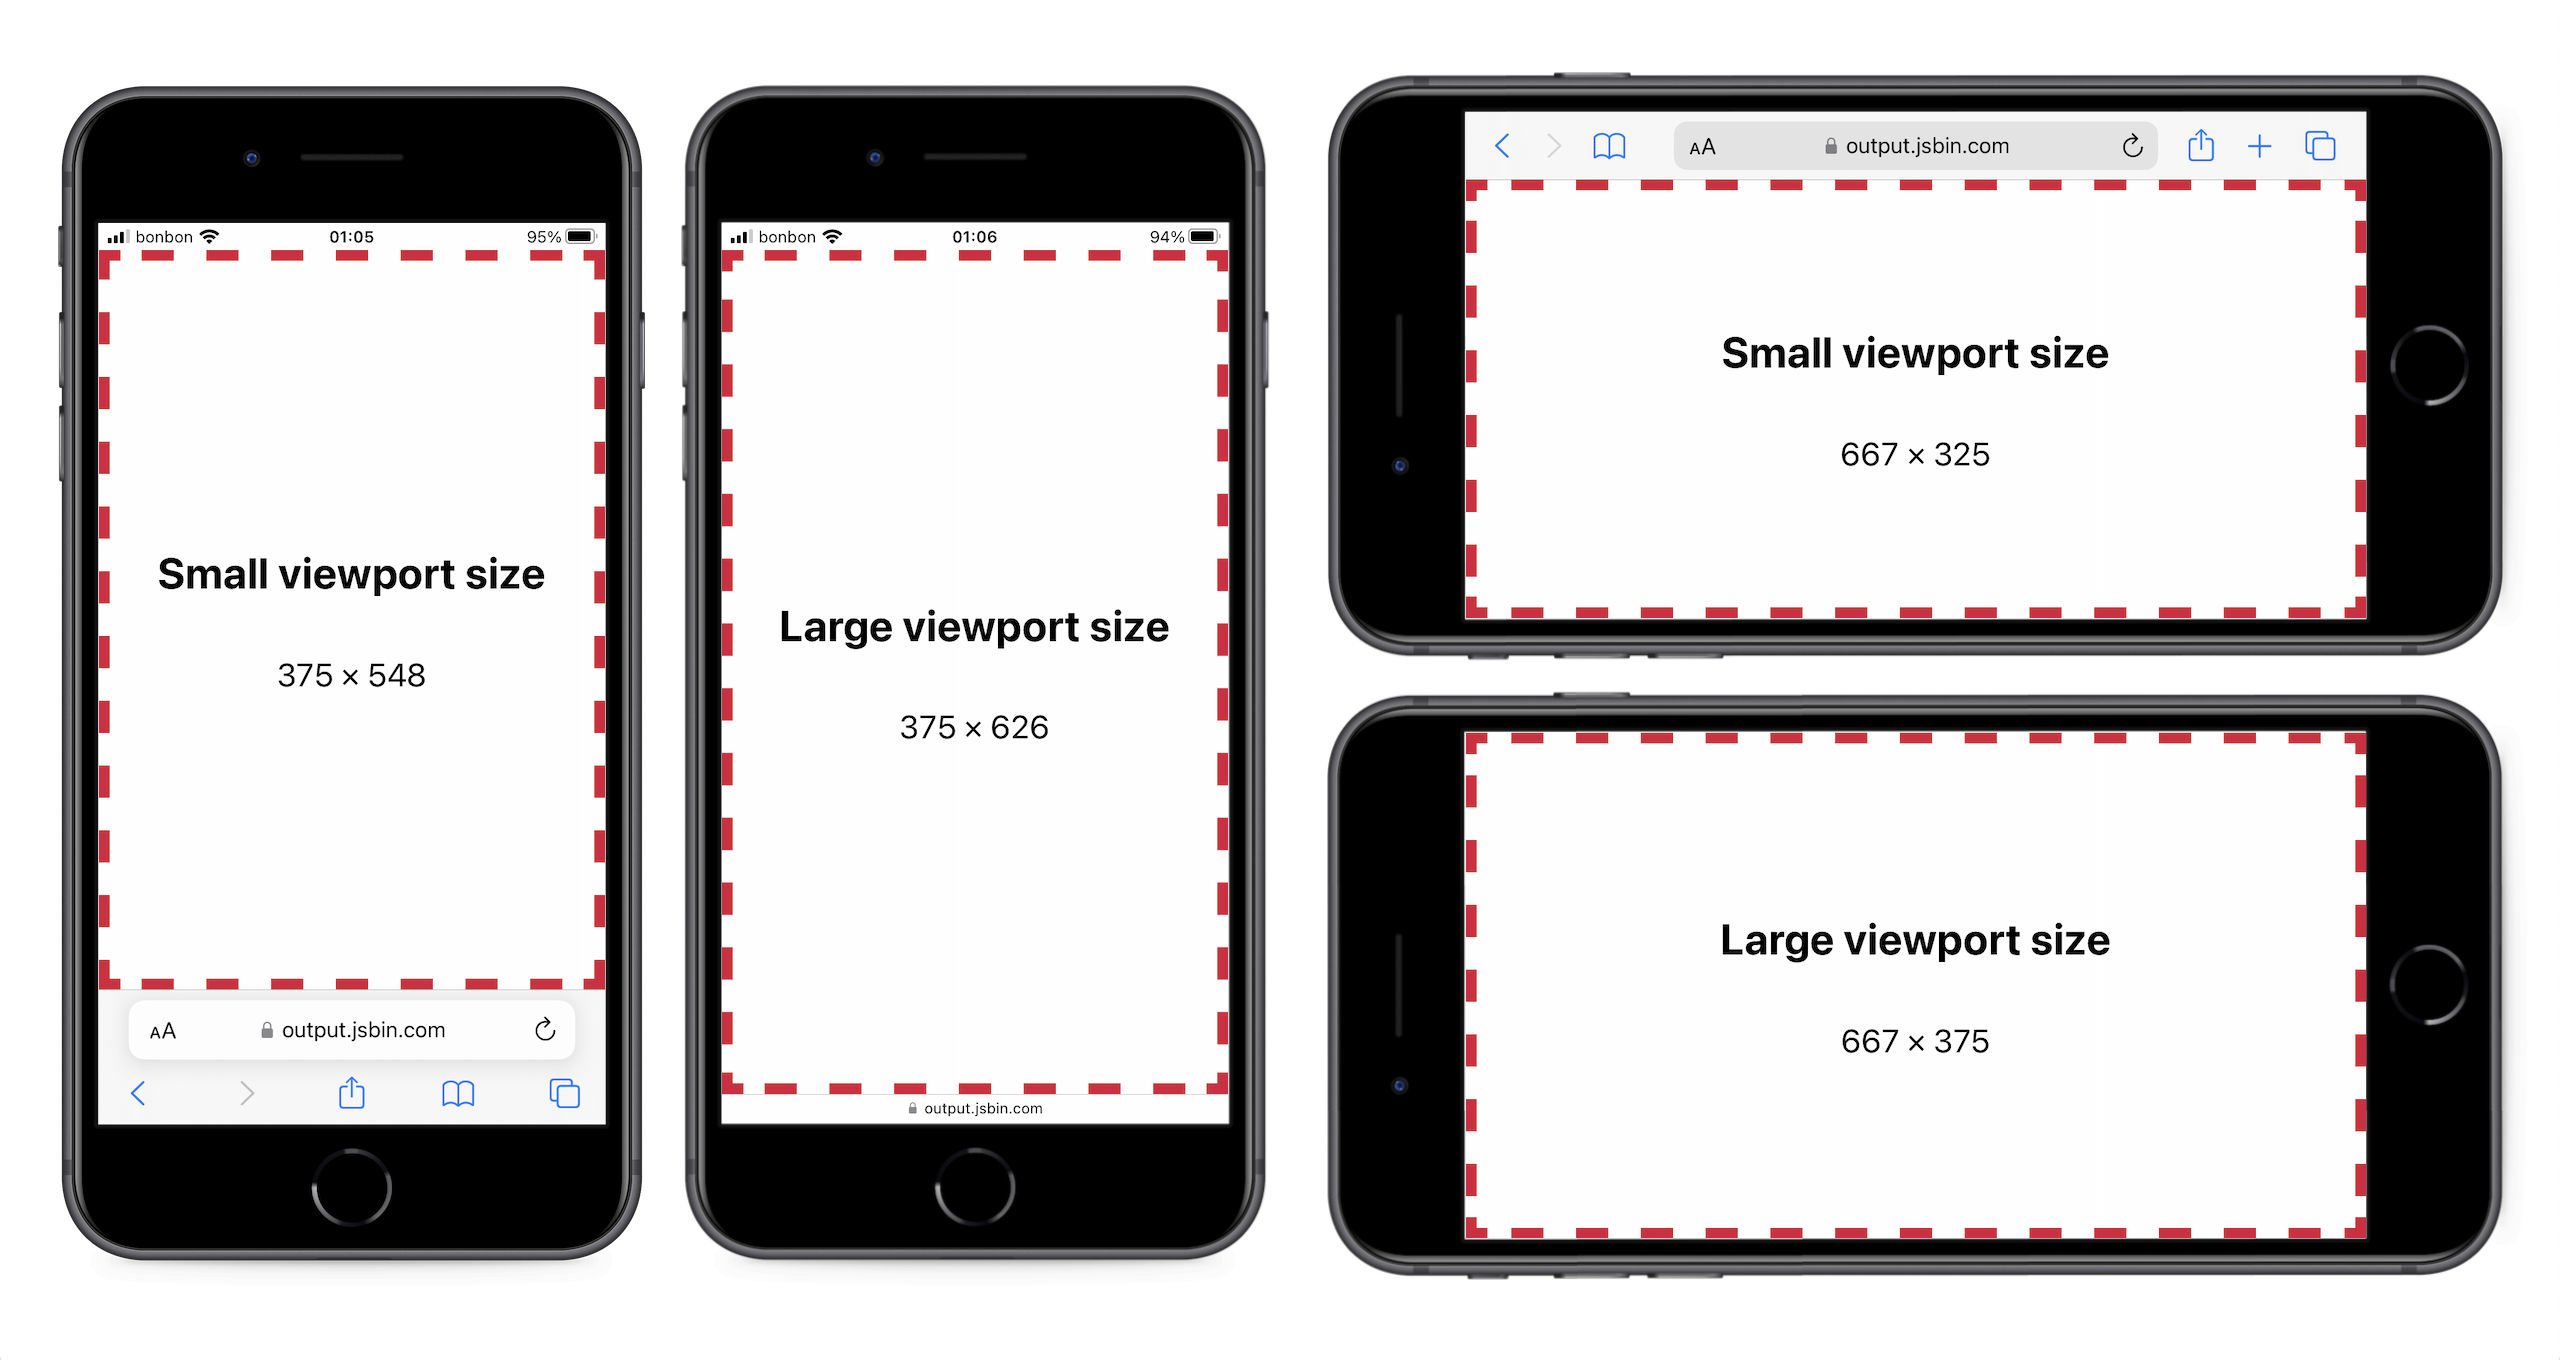 bonbon 01:05 95%
Small viewport size
375 × 548
AA output.jsbin.com
bonbon 01:06 94%
Large viewport size
375 × 626
output.jsbin.com
AA output.jsbin.com
Small viewport size
667 × 325
Large viewport size
667 × 375